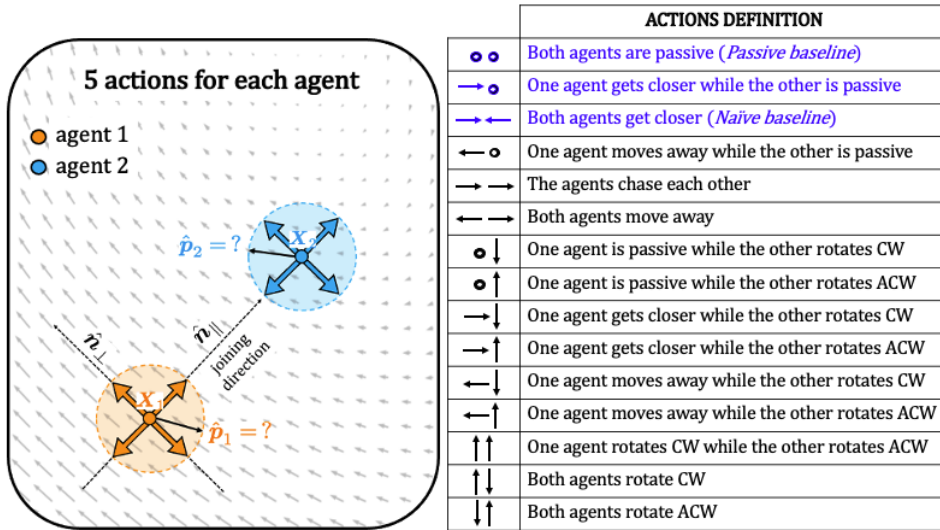 5 actions for each agent
agent 1
agent 2
X₂
p̂₂ = ?
n̂⊥
n̂∥
joining
direction
X₁
p̂₁ = ?
ACTIONS DEFINITION
Both agents are passive (Passive baseline)
One agent gets closer while the other is passive
Both agents get closer (Naïve baseline)
One agent moves away while the other is passive
The agents chase each other
Both agents move away
One agent is passive while the other rotates CW
One agent is passive while the other rotates ACW
One agent gets closer while the other rotates CW
One agent gets closer while the other rotates ACW
One agent moves away while the other rotates CW
One agent moves away while the other rotates ACW
One agent rotates CW while the other rotates ACW
Both agents rotate CW
Both agents rotate ACW